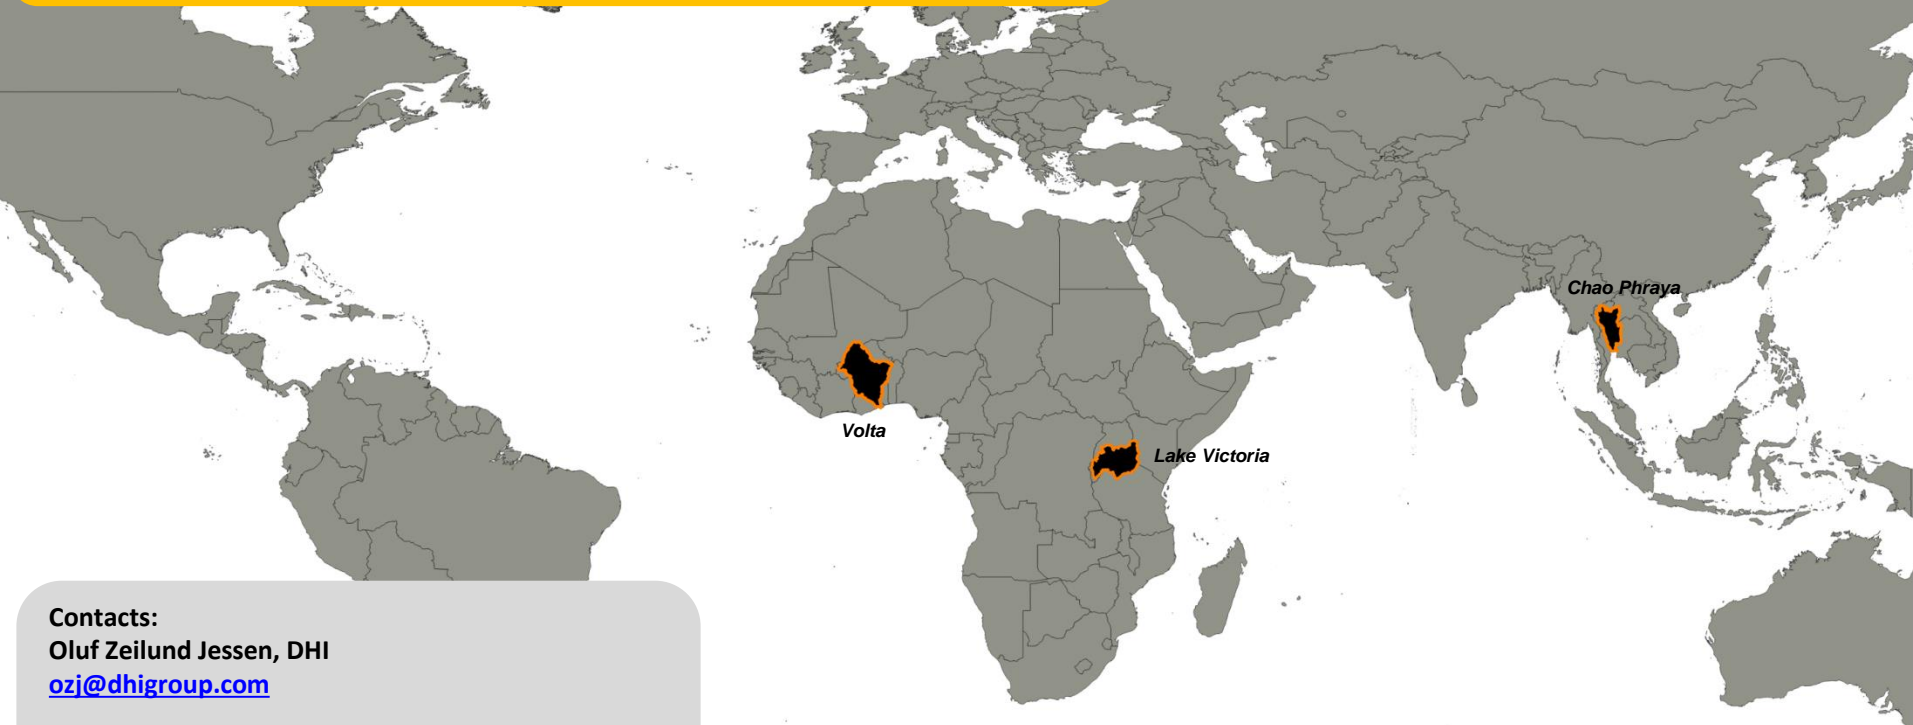 Chao Phraya
Volta
Lake Victoria
Contacts:
Oluf Zeilund Jessen, DHI
ozj@dhigroup.com